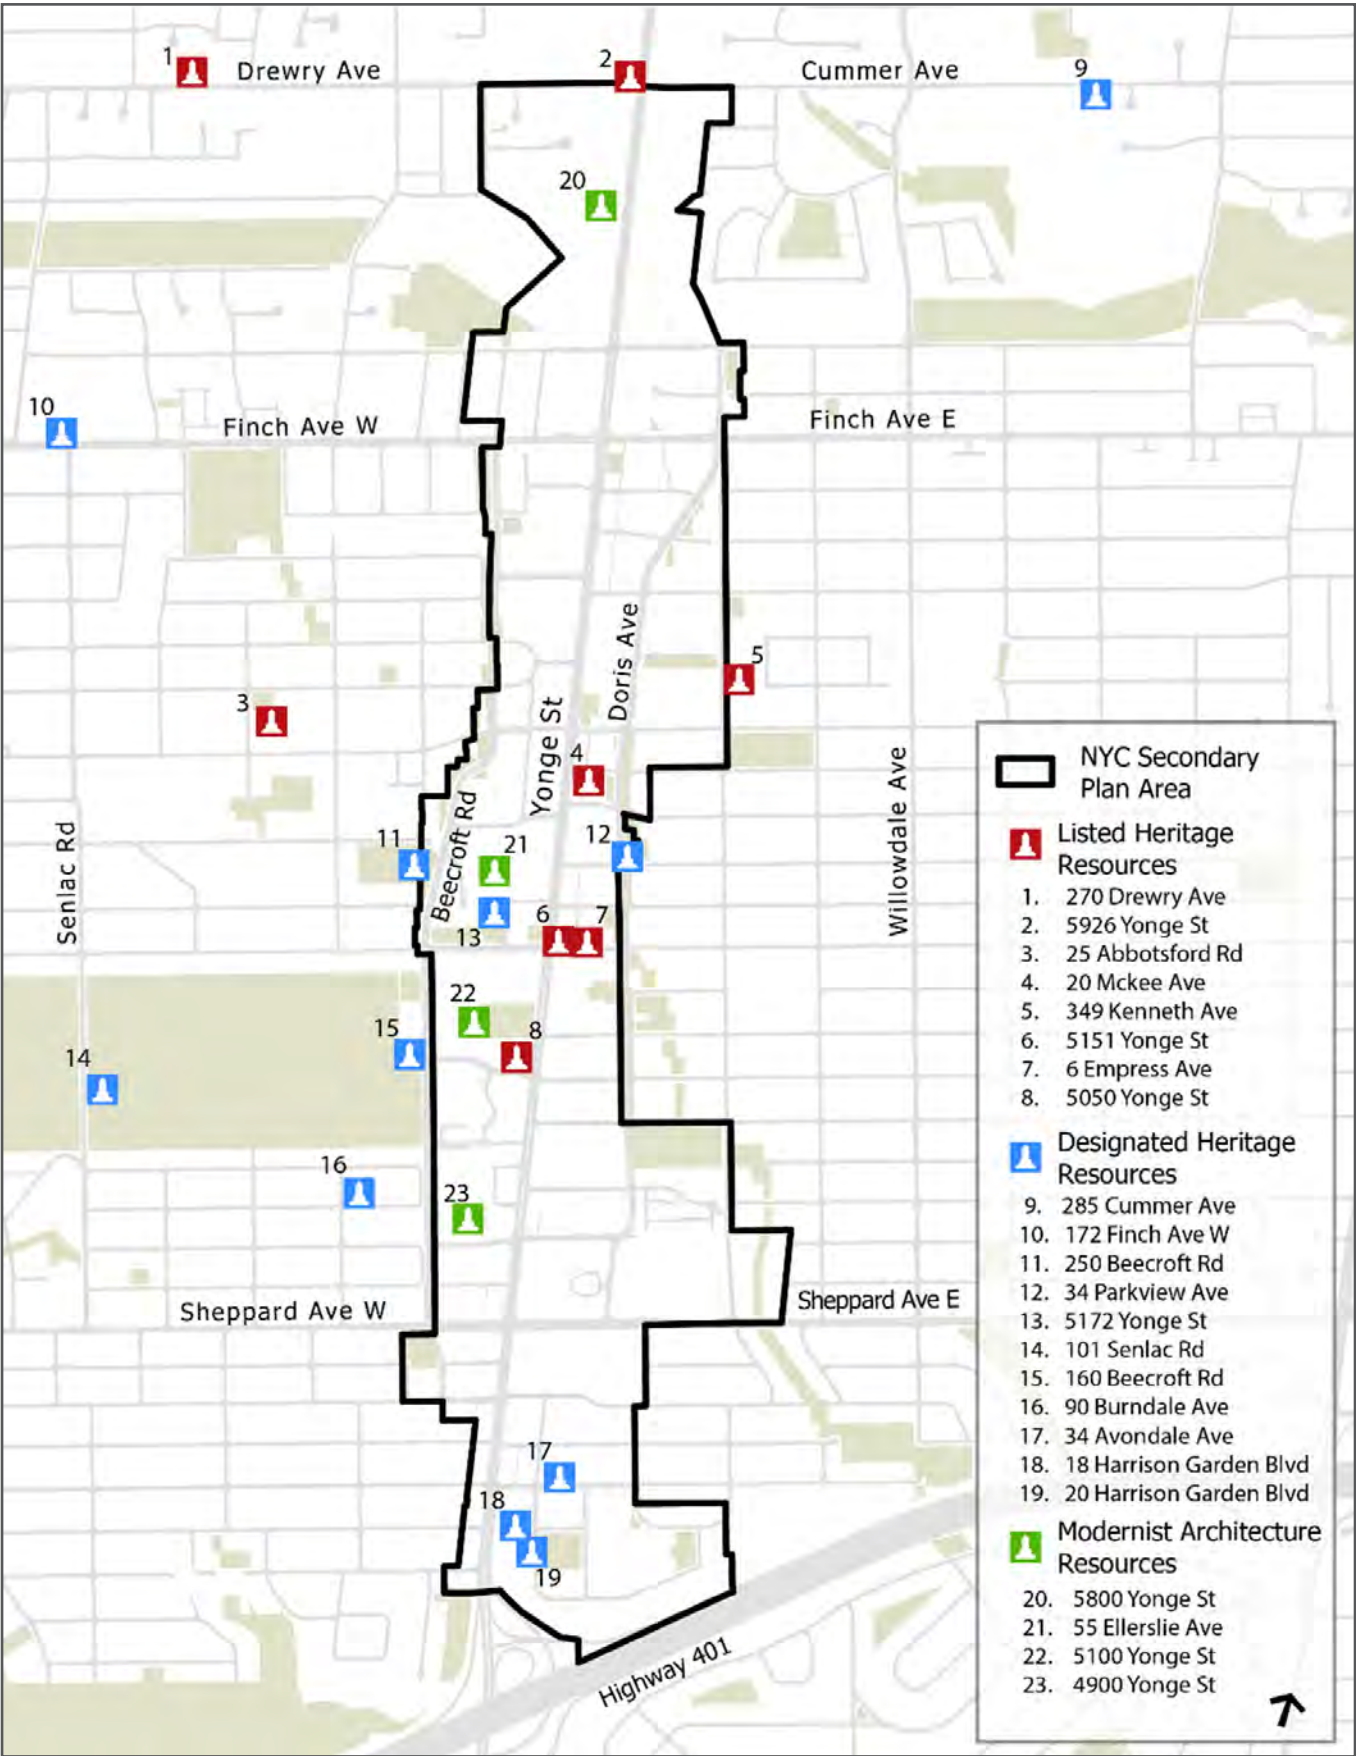 1
Drewry Ave
2
Cummer Ave
9
20
10
Finch Ave W
Finch Ave E
Doris Ave
5
3
Yonge St
4
Willowdale Ave
Beecroft Rd
Senlac Rd
11
21
12
13
6
7
22
8
15
14
16
23
Sheppard Ave W
Sheppard Ave E
17
18
19
Highway 401
NYC Secondary
Plan Area
Listed Heritage
Resources
1. 270 Drewry Ave
2. 5926 Yonge St
3. 25 Abbotsford Rd
4. 20 Mckee Ave
5. 349 Kenneth Ave
6. 5151 Yonge St
7. 6 Empress Ave
8. 5050 Yonge St
Designated Heritage
Resources
9. 285 Cummer Ave
10. 172 Finch Ave W
11. 250 Beecroft Rd
12. 34 Parkview Ave
13. 5172 Yonge St
14. 101 Senlac Rd
15. 160 Beecroft Rd
16. 90 Burndale Ave
17. 34 Avondale Ave
18. 18 Harrison Garden Blvd
19. 20 Harrison Garden Blvd
Modernist Architecture
Resources
20. 5800 Yonge St
21. 55 Ellerslie Ave
22. 5100 Yonge St
23. 4900 Yonge St